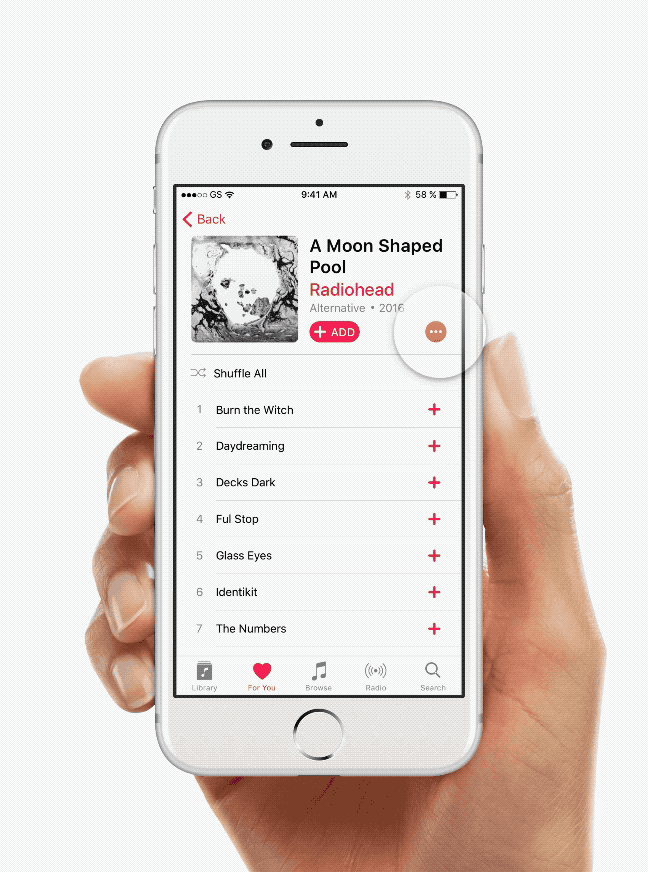 GS 9:41 AM 58 %
Back
A Moon Shaped
Pool
Radiohead
Alternative • 2016
+ ADD
Shuffle All
1 Burn the Witch +
2 Daydreaming +
3 Decks Dark +
4 Ful Stop +
5 Glass Eyes +
6 Identikit +
7 The Numbers +
Library For You Browse Radio Search